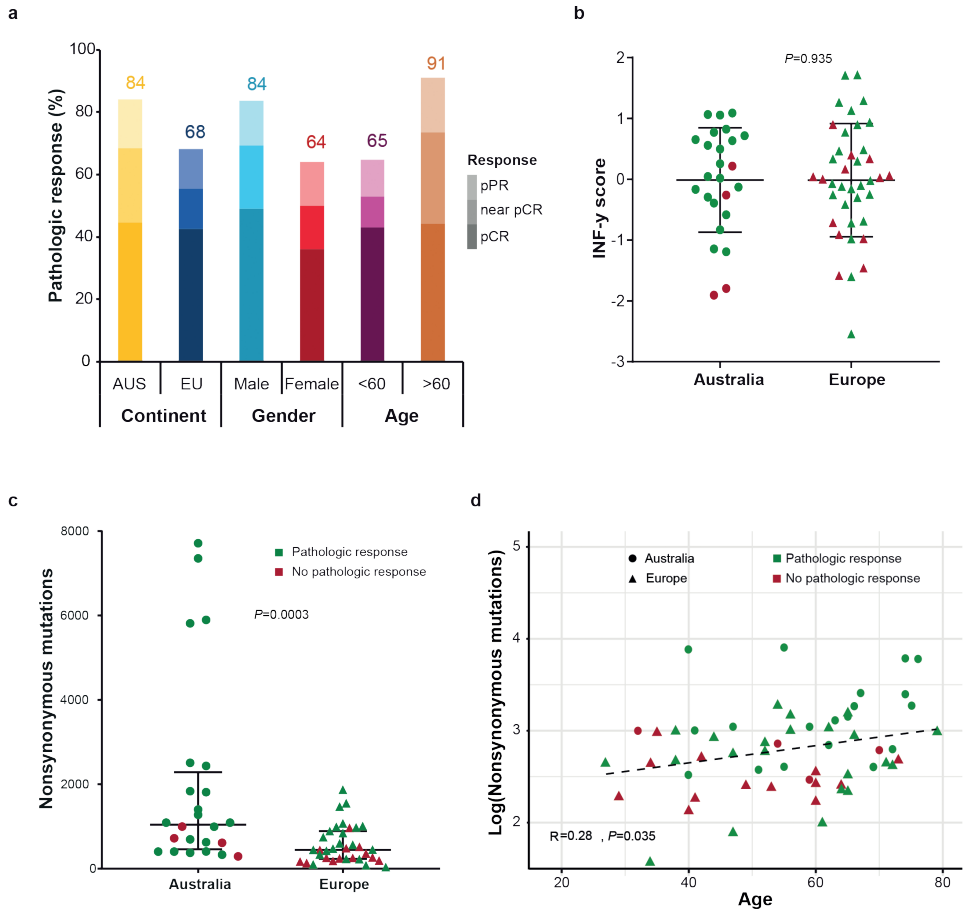 a
Pathologic response (%)
100
80
60
40
20
0
84
68
84
64
65
91
Response
pPR
near pCR
pCR
AUS EU Male Female <60 >60
Continent Gender Age
b
INF-y score
2
1
0
-1
-2
-3
P=0.935
Australia Europe
c
Nonsynonymous mutations
8000
6000
4000
2000
0
Pathologic response
No pathologic response
P=0.0003
Australia Europe
d
Log(Nonsynonymous mutations)
5
4
3
2
Australia Pathologic response
Europe No pathologic response
R=0.28 , P=0.035
20 40 60 80
Age